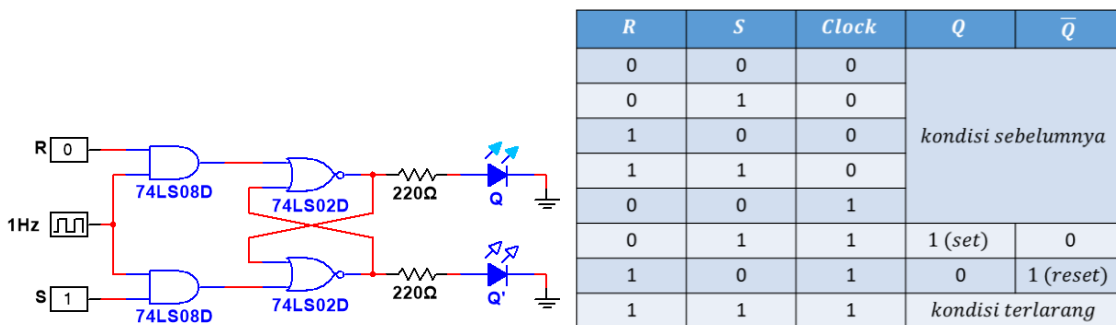 R 0
74LS08D
74LS02D
220Ω
Q
1Hz
S 1
74LS08D
74LS02D
220Ω
Q'
R S Clock Q Q̅
0 0 0
0 1 0
1 0 0 kondisi sebelumnya
1 1 0
0 0 1
0 1 1 1 (set) 0
1 0 1 0 1 (reset)
1 1 1 kondisi terlarang